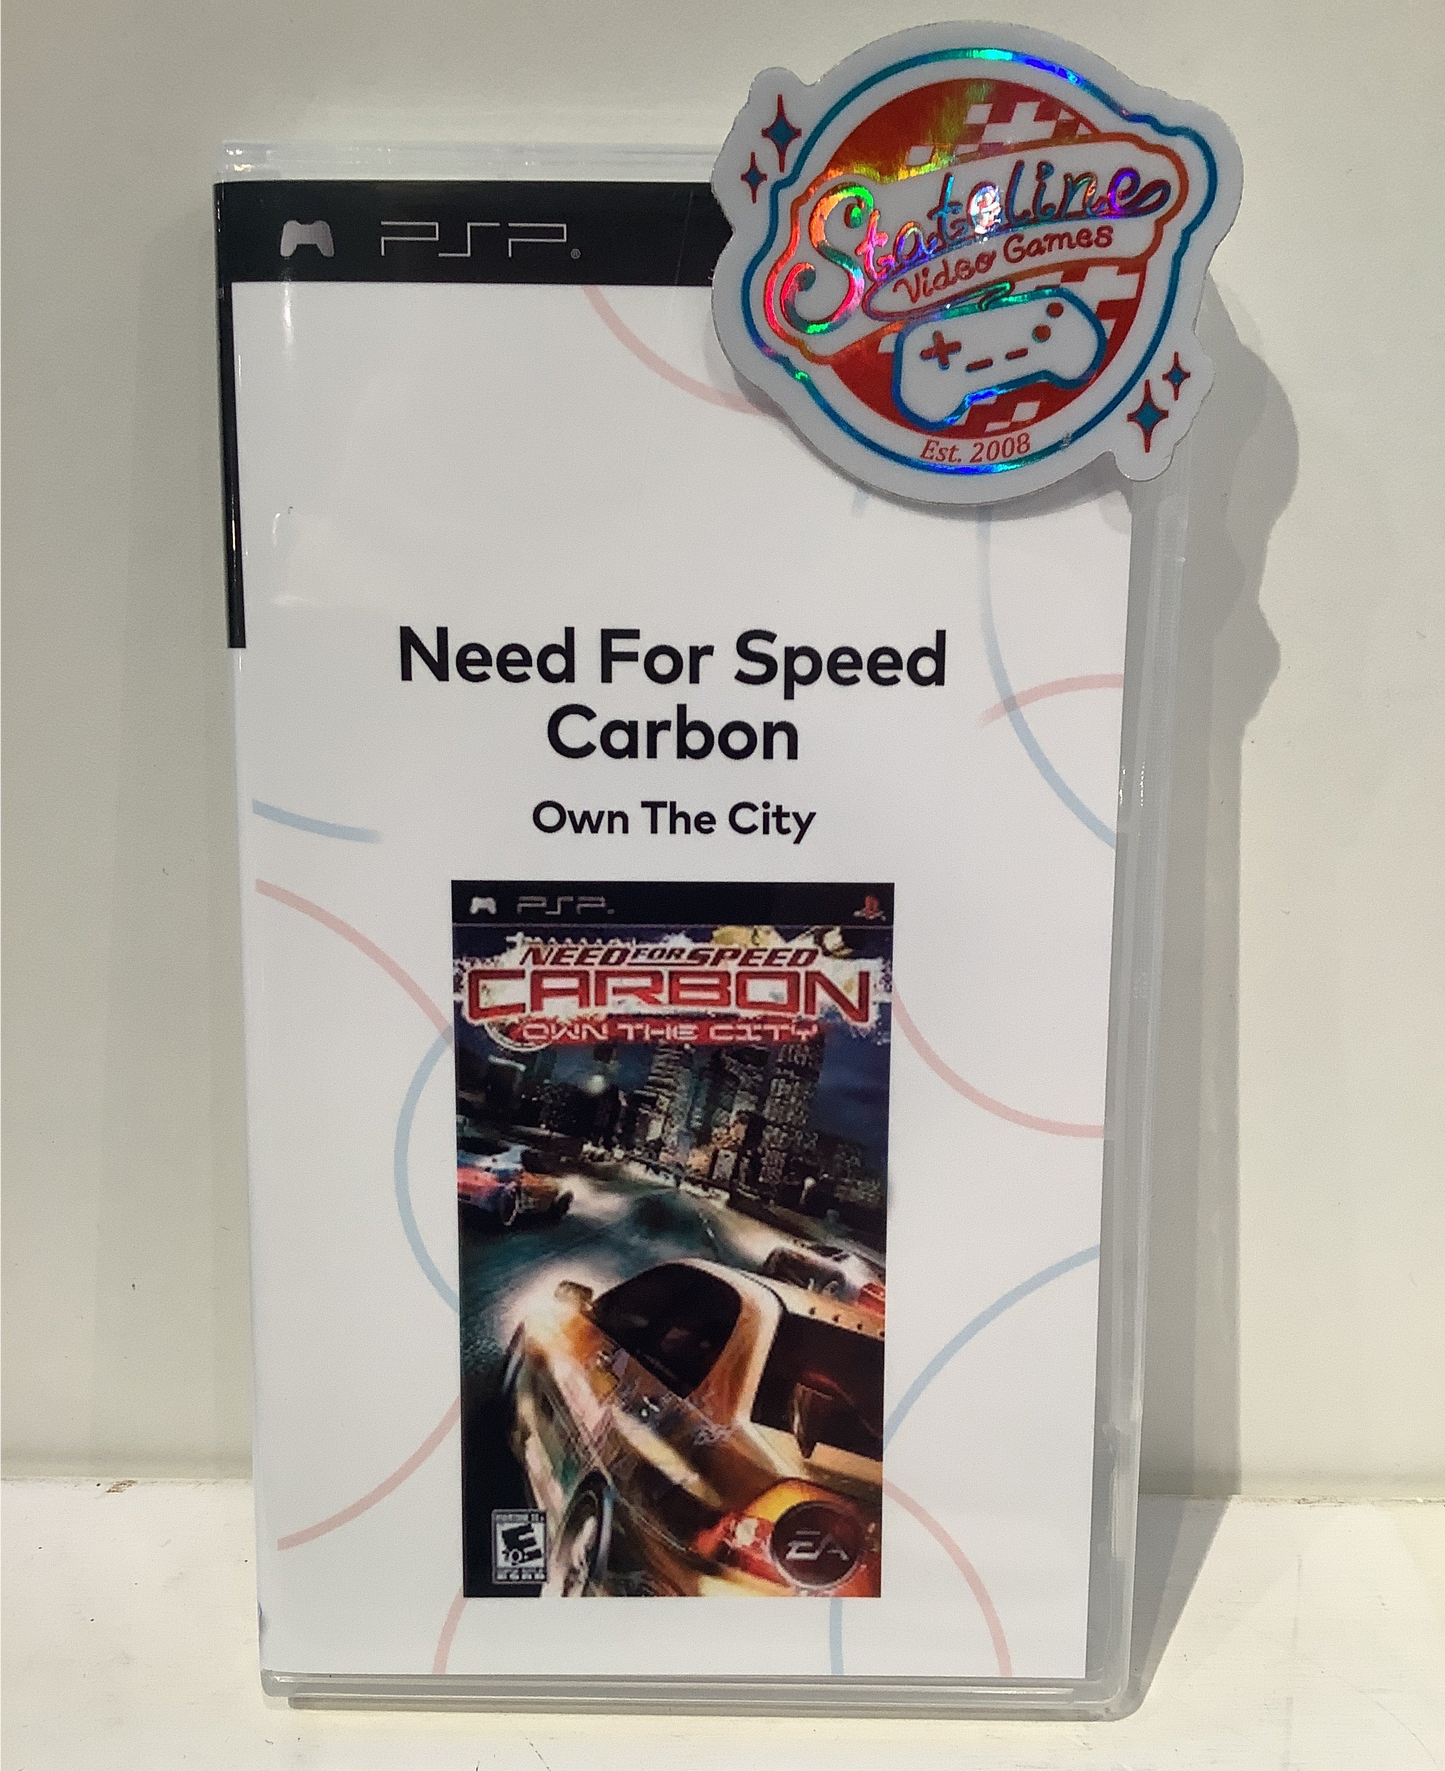 PSP®
Stateline
Video Games
Est. 2008
Need For Speed
Carbon
Own The City
PSP
NEED FOR SPEED
CARBON
OWN THE CITY
EA